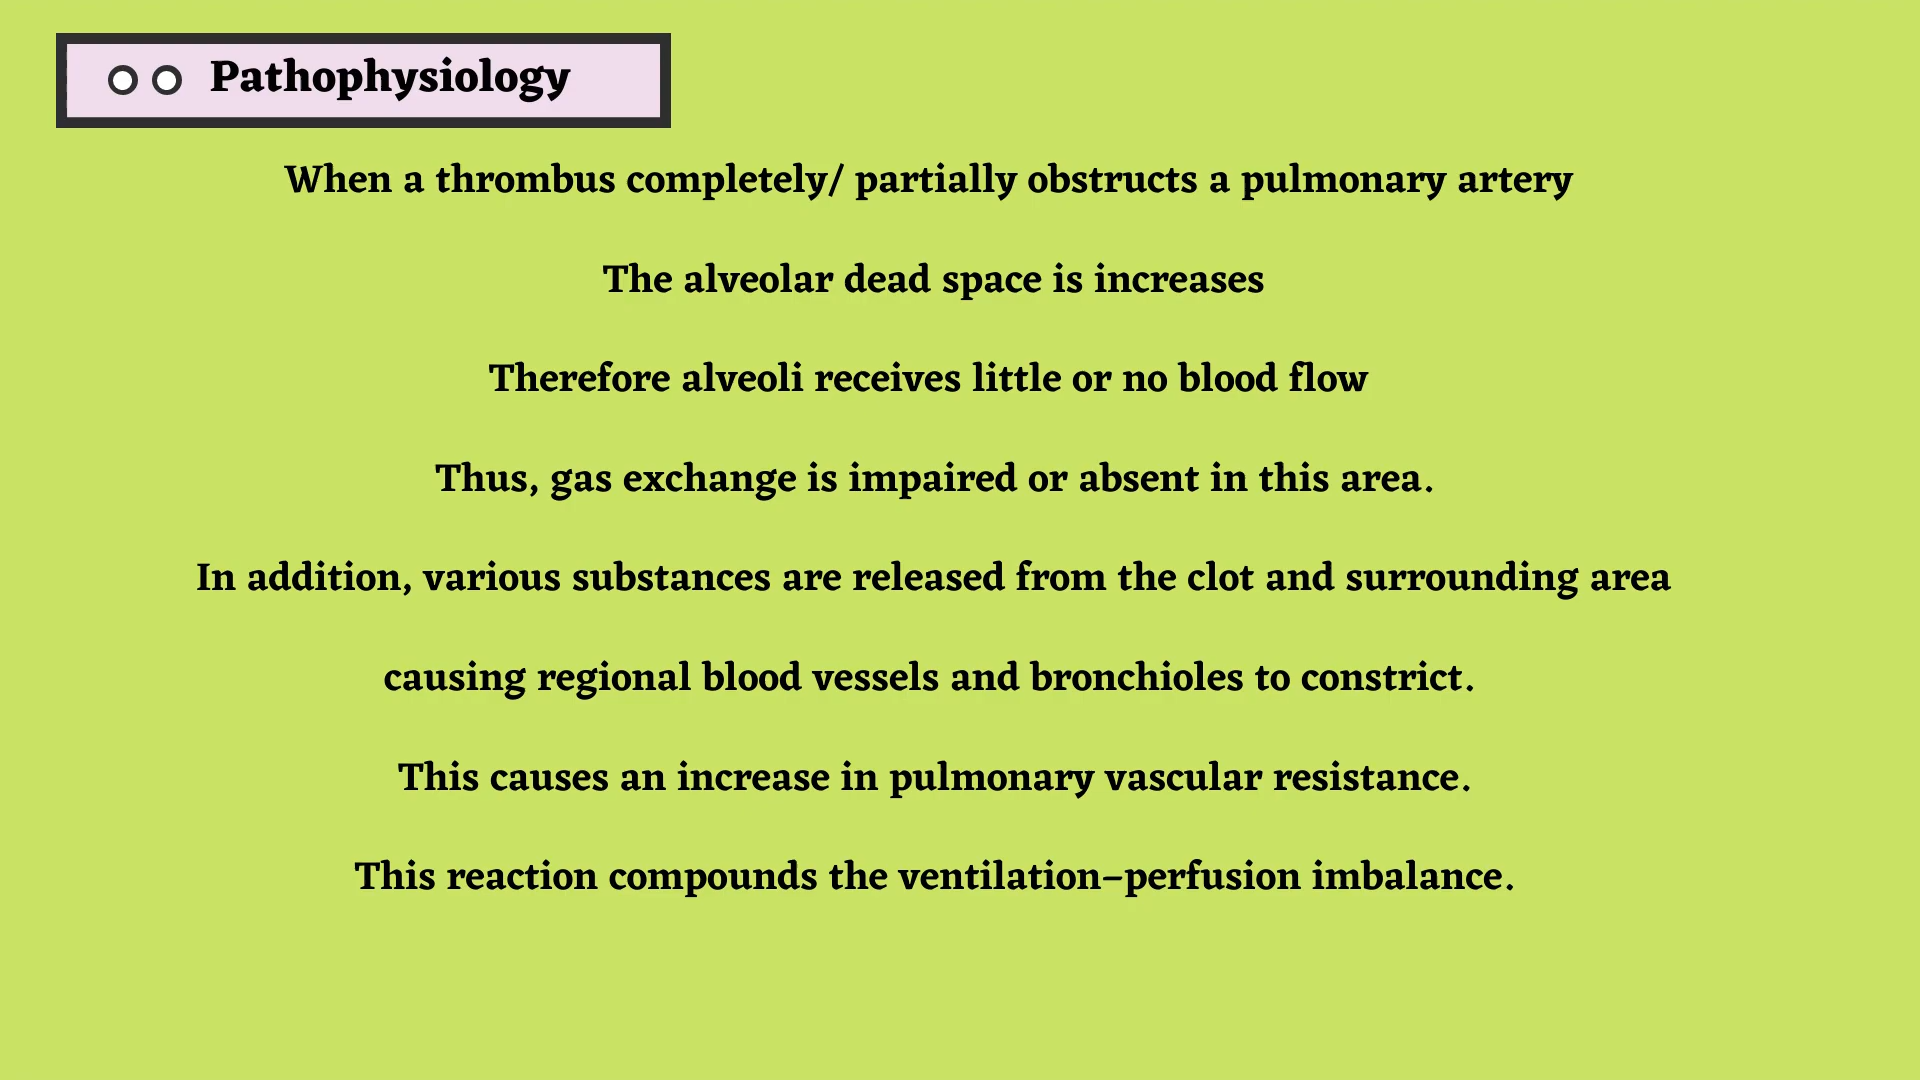 Pathophysiology
When a thrombus completely/ partially obstructs a pulmonary artery
The alveolar dead space is increases
Therefore alveoli receives little or no blood flow
Thus, gas exchange is impaired or absent in this area.
In addition, various substances are released from the clot and surrounding area
causing regional blood vessels and bronchioles to constrict.
This causes an increase in pulmonary vascular resistance.
This reaction compounds the ventilation–perfusion imbalance.